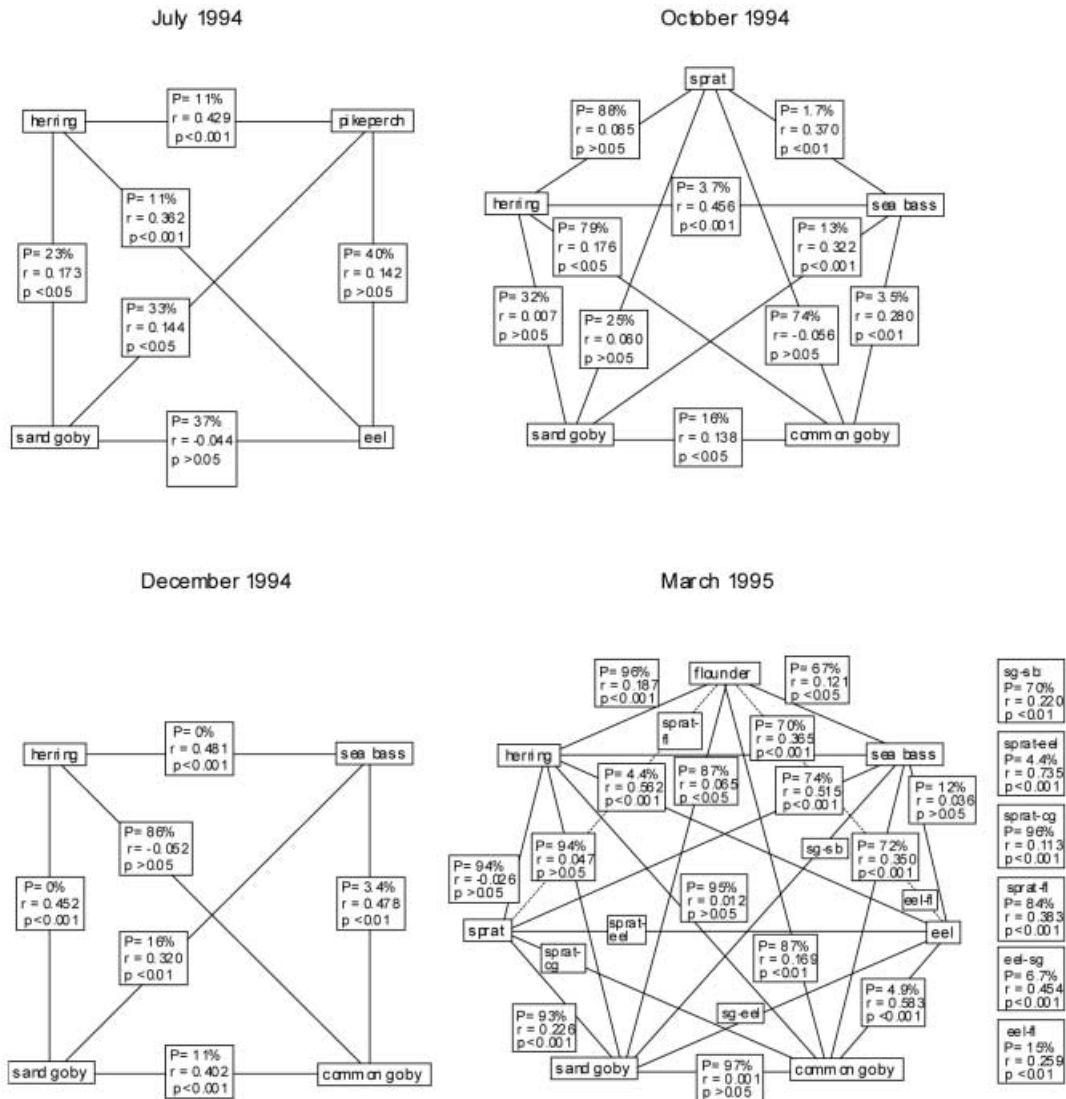 July 1994
October 1994
herring
P= 11%
r = 0.429
p<0.001
pikeperch
P= 11%
r = 0.362
p<0.001
P= 23%
r = 0.173
p<0.05
P= 40%
r = 0.142
p>0.05
P= 33%
r = 0.144
p<0.05
sand goby
P= 37%
r = -0.044
p>0.05
eel
sprat
P= 88%
r = 0.065
p >0.05
P= 1.7%
r = 0.370
p <0.01
herring
P= 3.7%
r = 0.456
p<0.001
sea bass
P= 79%
r = 0.176
p<0.05
P= 13%
r = 0.322
p<0.001
P= 32%
r = 0.007
p>0.05
P= 25%
r = 0.060
p>0.05
P= 74%
r= -0.056
p>0.05
P= 3.5%
r = 0.280
p<0.01
sand goby
P= 16%
r = 0.138
p<0.05
common goby
December 1994
March 1995
herring
P= 0%
r = 0.481
p<0.001
sea bass
P= 86%
r= -0.052
p>0.05
P= 0%
r = 0.452
p<0.001
P= 3.4%
r = 0.478
p<0.01
P= 16%
r = 0.320
p<0.01
sand goby
P= 11%
r = 0.402
p<0.001
common goby
flounder
P= 96%
r = 0.187
p<0.001
P= 67%
r = 0.121
p<0.05
sprat-
fl
P= 70%
r = 0.365
p<0.001
herring
sea bass
P= 4.4%
r = 0.562
p<0.001
P= 87%
r = 0.065
p<0.05
P= 74%
r = 0.515
p<0.001
P= 12%
r = 0.036
p>0.05
P= 94%
r = -0.026
p>0.05
P= 94%
r = 0.047
p>0.05
sg-sb
P= 72%
r = 0.350
p<0.001
eel-fl
P= 95%
r = 0.012
p>0.05
sprat
sprat-
eel
eel
sprat-
cg
P= 87%
r = 0.169
p<0.01
P= 93%
r = 0.226
p<0.001
sg-eel
P= 4.9%
r = 0.583
p<0.001
sand goby
P= 97%
r = 0.001
p>0.05
common goby
sg-sb
P= 70%
r = 0.220
p<0.01
sprat-eel
P= 4.4%
r = 0.735
p<0.001
sprat-cg
P= 96%
r = 0.113
p<0.001
sprat-fl
P= 84%
r = 0.383
p<0.001
eel-sg
P= 6.7%
r = 0.454
p<0.001
eel-fl
P= 15%
r = 0.259
p<0.01